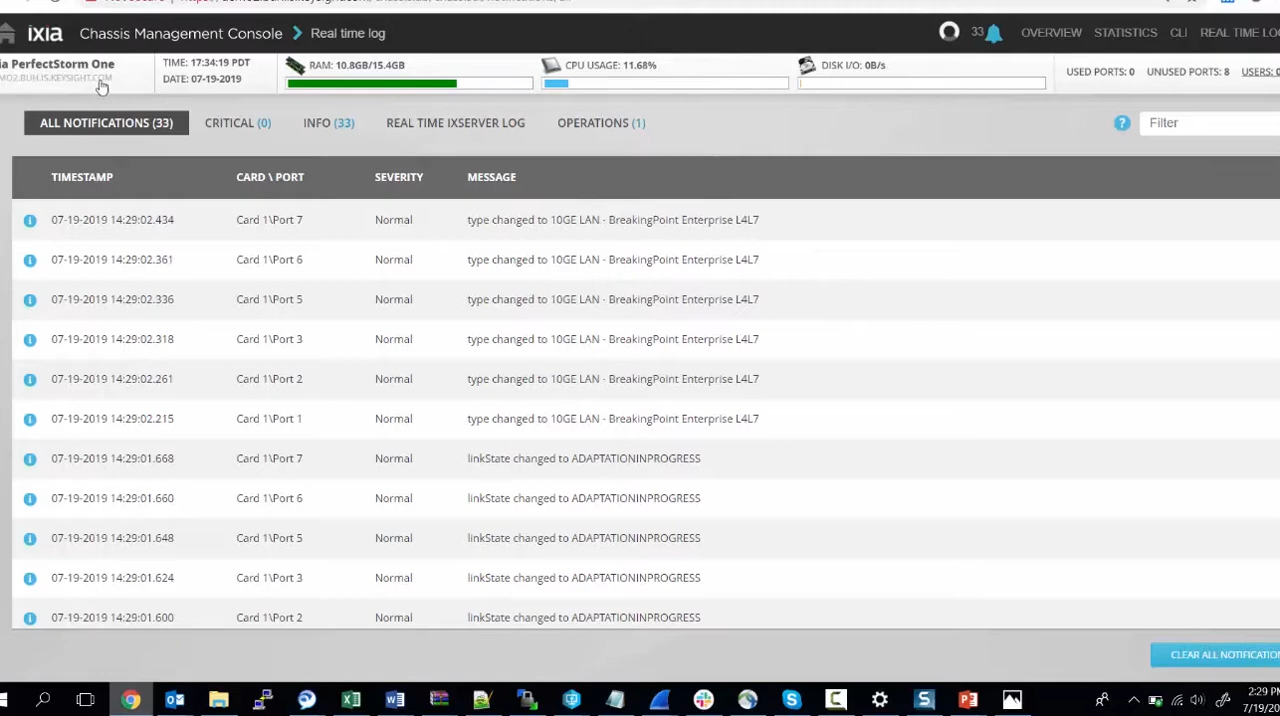 ixia Chassis Management Console Real time log 33 OVERVIEW STATISTICS CLI REAL TIME LO
ia PerfectStorm One
MO2.BUH.IS.KEYSIGHT.COM
TIME: 17:34:19 PDT
DATE: 07-19-2019
RAM: 10.8GB/15.4GB
CPU USAGE: 11.68%
DISK I/O: 0B/s
USED PORTS: 0 UNUSED PORTS: 8 USERS: 0
ALL NOTIFICATIONS (33) CRITICAL (0) INFO (33) REAL TIME IXSERVER LOG OPERATIONS (1) ? Filter
TIMESTAMP CARD \ PORT SEVERITY MESSAGE
07-19-2019 14:29:02.434 Card 1\Port 7 Normal type changed to 10GE LAN - BreakingPoint Enterprise L4L7
07-19-2019 14:29:02.361 Card 1\Port 6 Normal type changed to 10GE LAN - BreakingPoint Enterprise L4L7
07-19-2019 14:29:02.336 Card 1\Port 5 Normal type changed to 10GE LAN - BreakingPoint Enterprise L4L7
07-19-2019 14:29:02.318 Card 1\Port 3 Normal type changed to 10GE LAN - BreakingPoint Enterprise L4L7
07-19-2019 14:29:02.261 Card 1\Port 2 Normal type changed to 10GE LAN - BreakingPoint Enterprise L4L7
07-19-2019 14:29:02.215 Card 1\Port 1 Normal type changed to 10GE LAN - BreakingPoint Enterprise L4L7
07-19-2019 14:29:01.668 Card 1\Port 7 Normal linkState changed to ADAPTATIONINPROGRESS
07-19-2019 14:29:01.660 Card 1\Port 6 Normal linkState changed to ADAPTATIONINPROGRESS
07-19-2019 14:29:01.648 Card 1\Port 5 Normal linkState changed to ADAPTATIONINPROGRESS
07-19-2019 14:29:01.624 Card 1\Port 3 Normal linkState changed to ADAPTATIONINPROGRESS
07-19-2019 14:29:01.600 Card 1\Port 2 Normal linkState changed to ADAPTATIONINPROGRESS
CLEAR ALL NOTIFICATION
2:29 PM
7/19/20